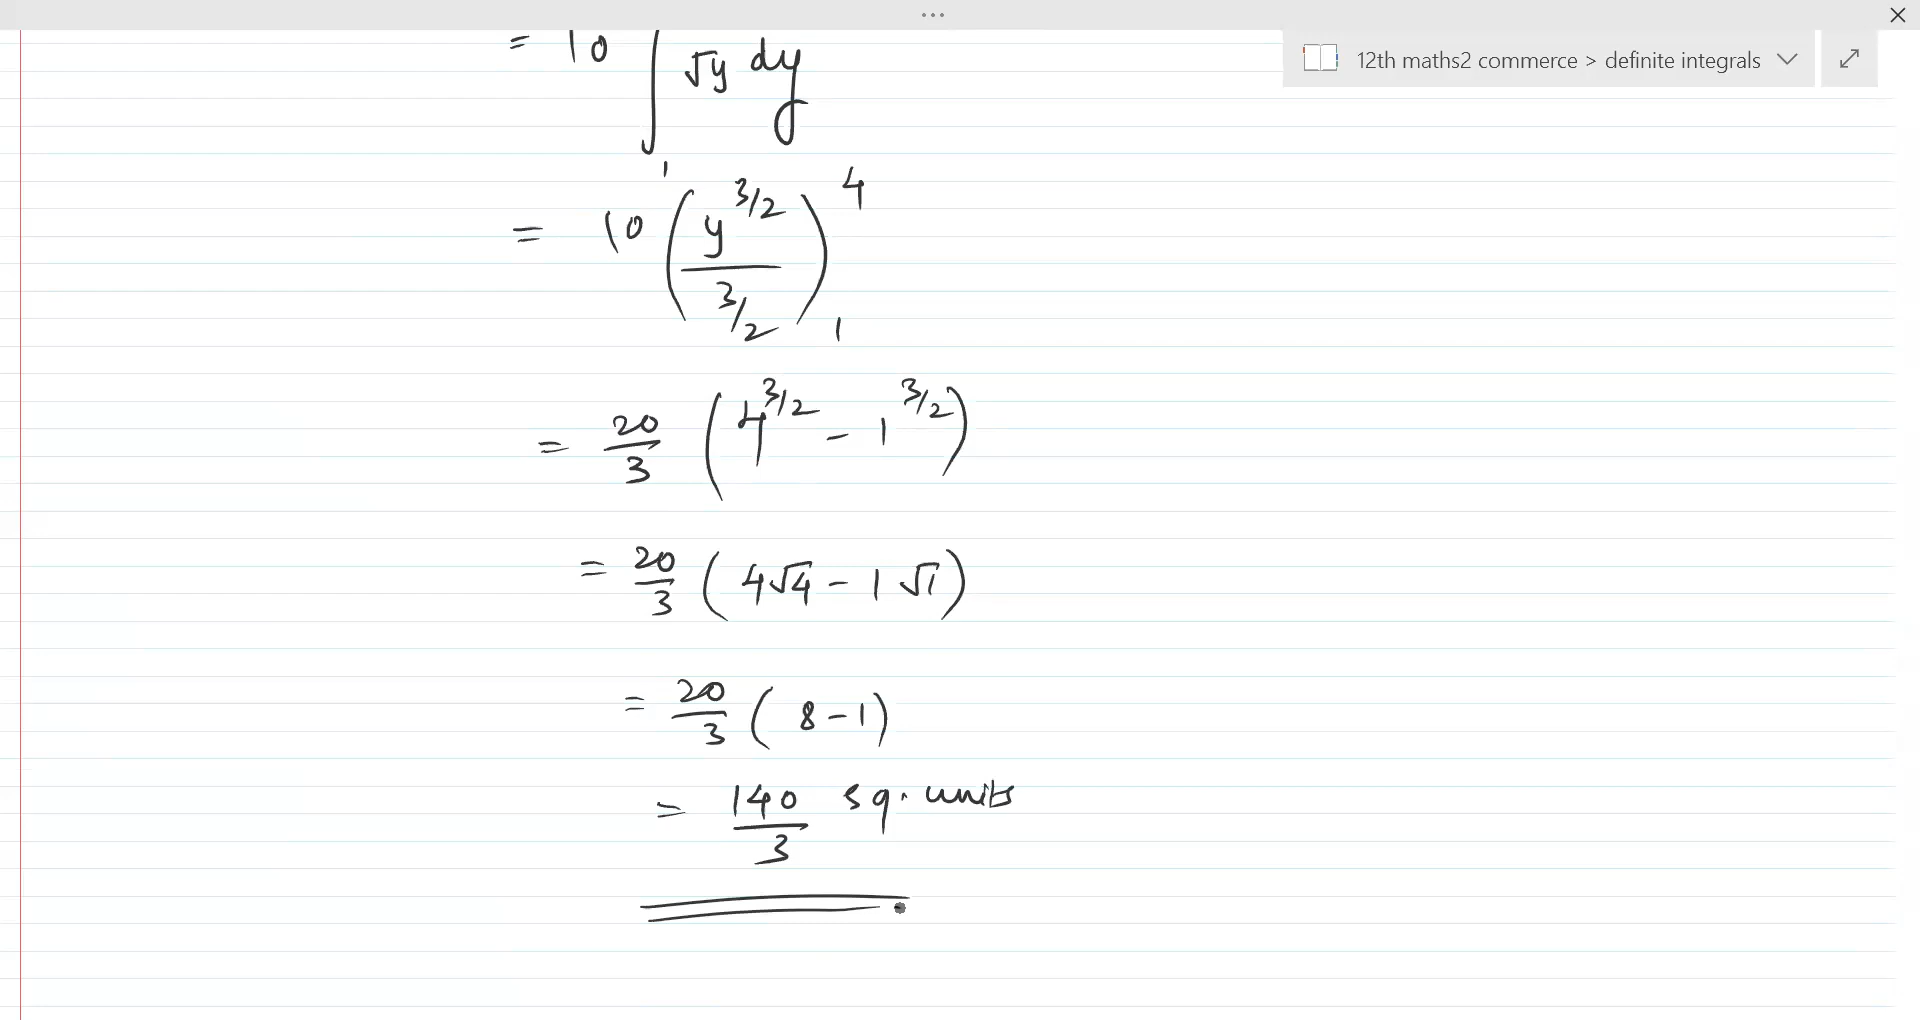 ...
12th maths2 commerce > definite integrals
= 10 ∫₁ √y dy
= 10 (y^3/2 / 3/2)₁⁴
= 20/3 (4^3/2 - 1^3/2)
= 20/3 (4√4 - 1√1)
= 20/3 (8 - 1)
= 140/3 sq. units